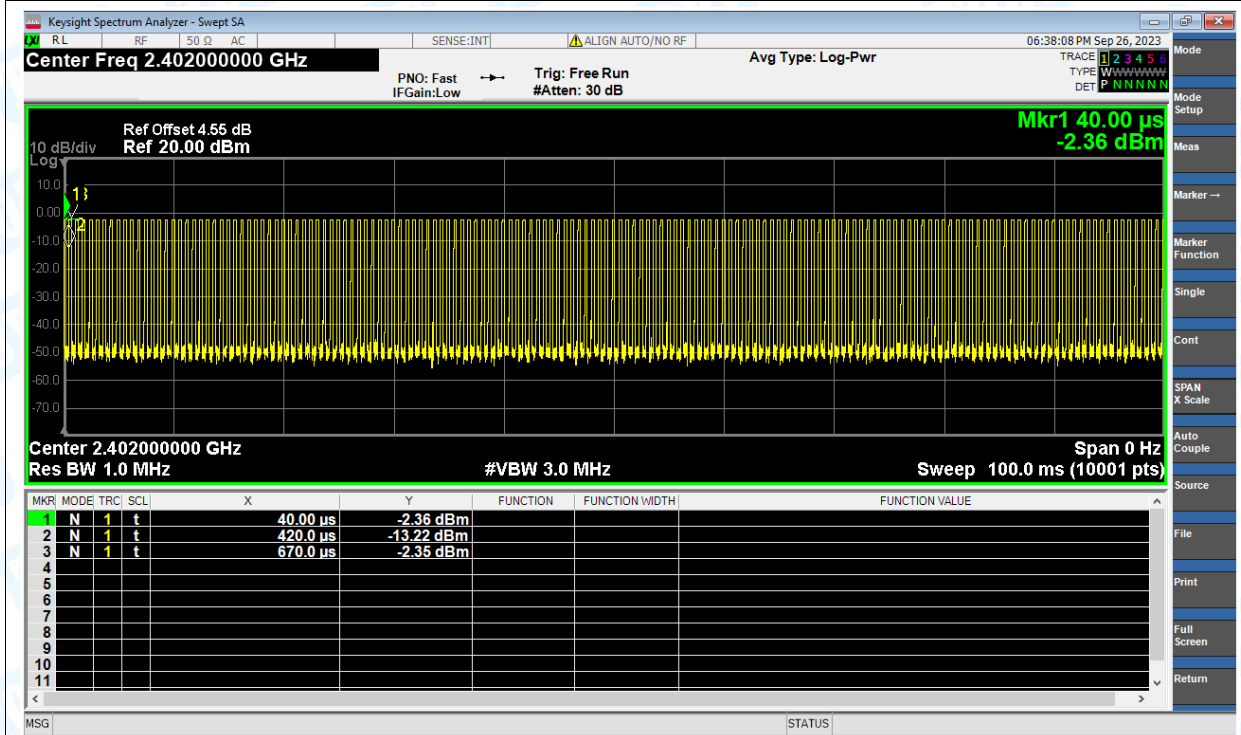 Keysight Spectrum Analyzer - Swept SA
LXI RL RF 50 Ω AC SENSE:INT ALIGN AUTO/NO RF 06:38:08 PM Sep 26, 2023
Center Freq 2.402000000 GHz Avg Type: Log-Pwr TRACE 1 2 3 4 5 6
PNO: Fast Trig: Free Run TYPE WWWWWWW
IFGain:Low #Atten: 30 dB DET P N N N N N
Mkr1 40.00 µs
Ref Offset 4.55 dB
10 dB/div Ref 20.00 dBm -2.36 dBm
Log
10.0
1 3
0.00
2
-10.0
-20.0
-30.0
-40.0
-50.0
-60.0
-70.0
Center 2.402000000 GHz Span 0 Hz
Res BW 1.0 MHz #VBW 3.0 MHz Sweep 100.0 ms (10001 pts)
MKR MODE TRC SCL X Y FUNCTION FUNCTION WIDTH FUNCTION VALUE
1 N 1 t 40.00 µs -2.36 dBm
2 N 1 t 420.0 µs -13.22 dBm
3 N 1 t 670.0 µs -2.35 dBm
4
5
6
7
8
9
10
11
MSG STATUS
Mode
Mode
Setup
Meas
Marker →
Marker
Function
Single
Cont
SPAN
X Scale
Auto
Couple
Source
File
Print
Full
Screen
Return